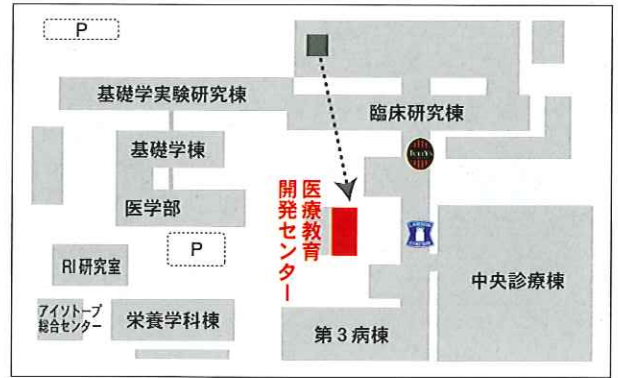 P
基礎学実験研究棟
臨床研究棟
基礎学棟
医学部
医療教育
開発センター
P
LAWSON
STATION
RI研究室
中央診療棟
アイソトープ
総合センター
栄養学科棟
第3病棟